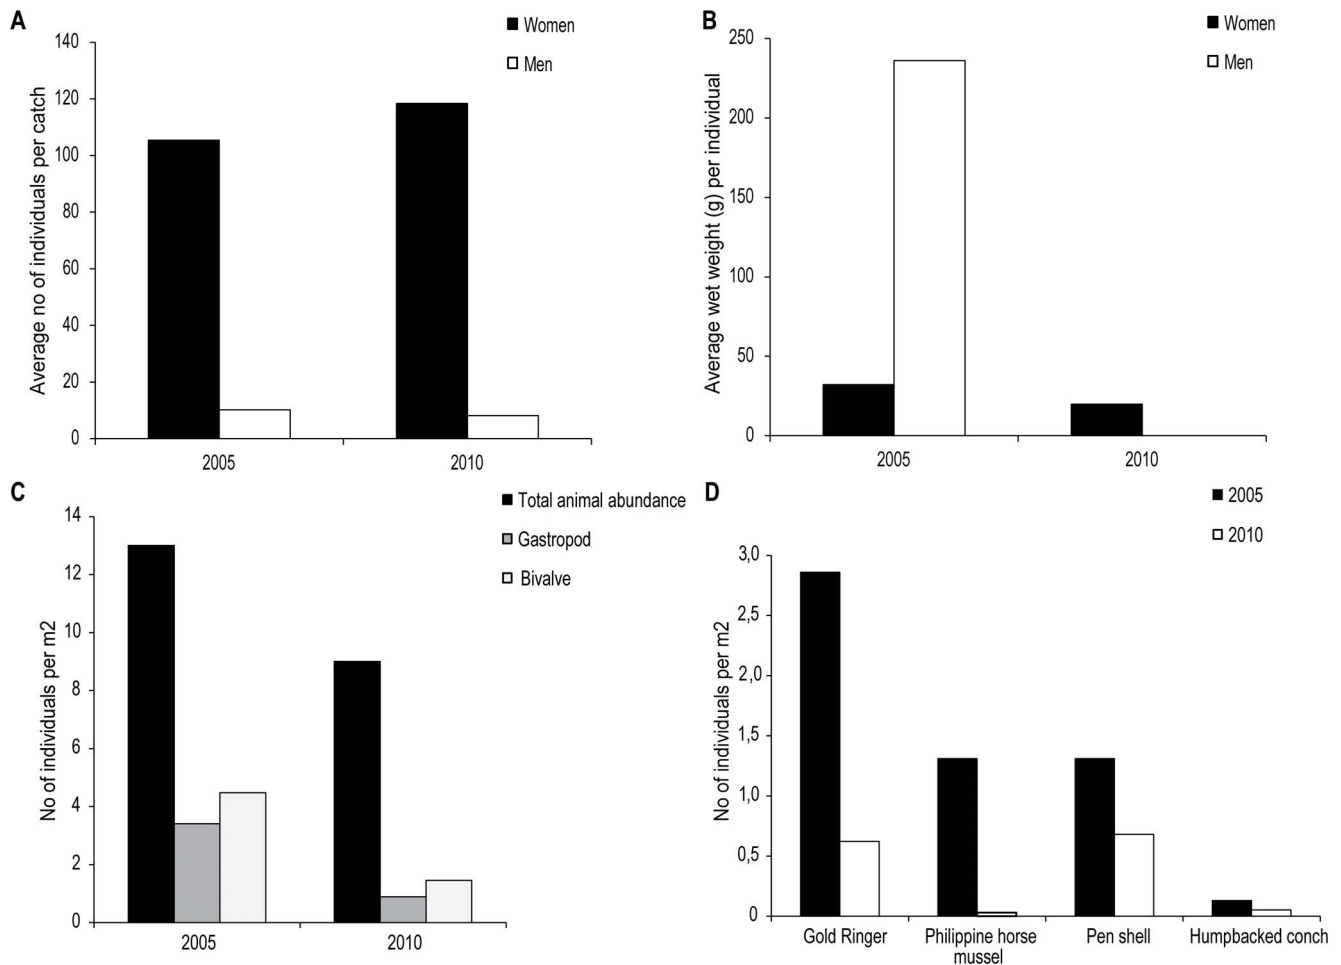 A
Women
Men
Average no of individuals per catch
140
120
100
80
60
40
20
0
2005
2010
B
Women
Men
Average wet weight (g) per individual
250
200
150
100
50
0
2005
2010
C
Total animal abundance
Gastropod
Bivalve
No of individuals per m2
14
12
10
8
6
4
2
0
2005
2010
D
2005
2010
No of individuals per m2
3,0
2,5
2,0
1,5
1,0
0,5
0
Gold Ringer
Philippine horse
mussel
Pen shell
Humpbacked conch